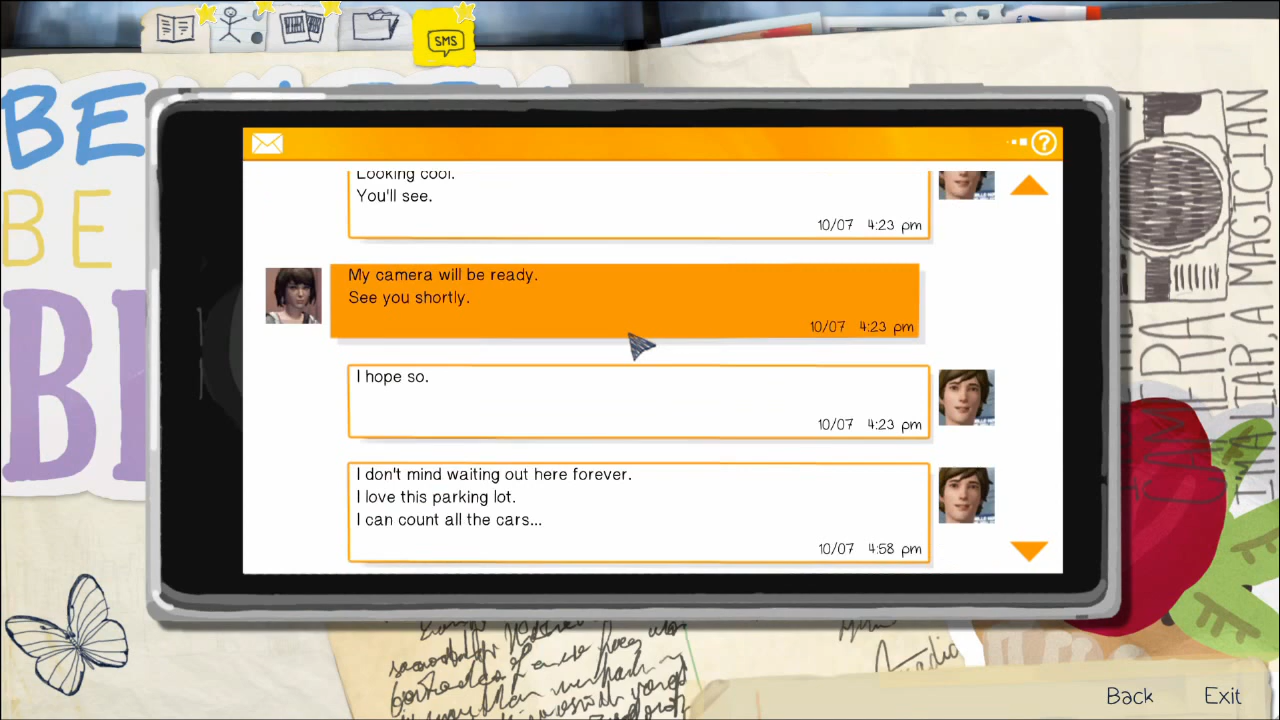 SMS
BE
BE
Looking cool.
You'll see.
10/07 4:23 pm
My camera will be ready.
See you shortly.
10/07 4:23 pm
I hope so.
10/07 4:23 pm
I don't mind waiting out here forever.
I love this parking lot.
I can count all the cars...
10/07 4:58 pm
?
CAMERA
LIAR, A MAGICIAN
Back
Exit